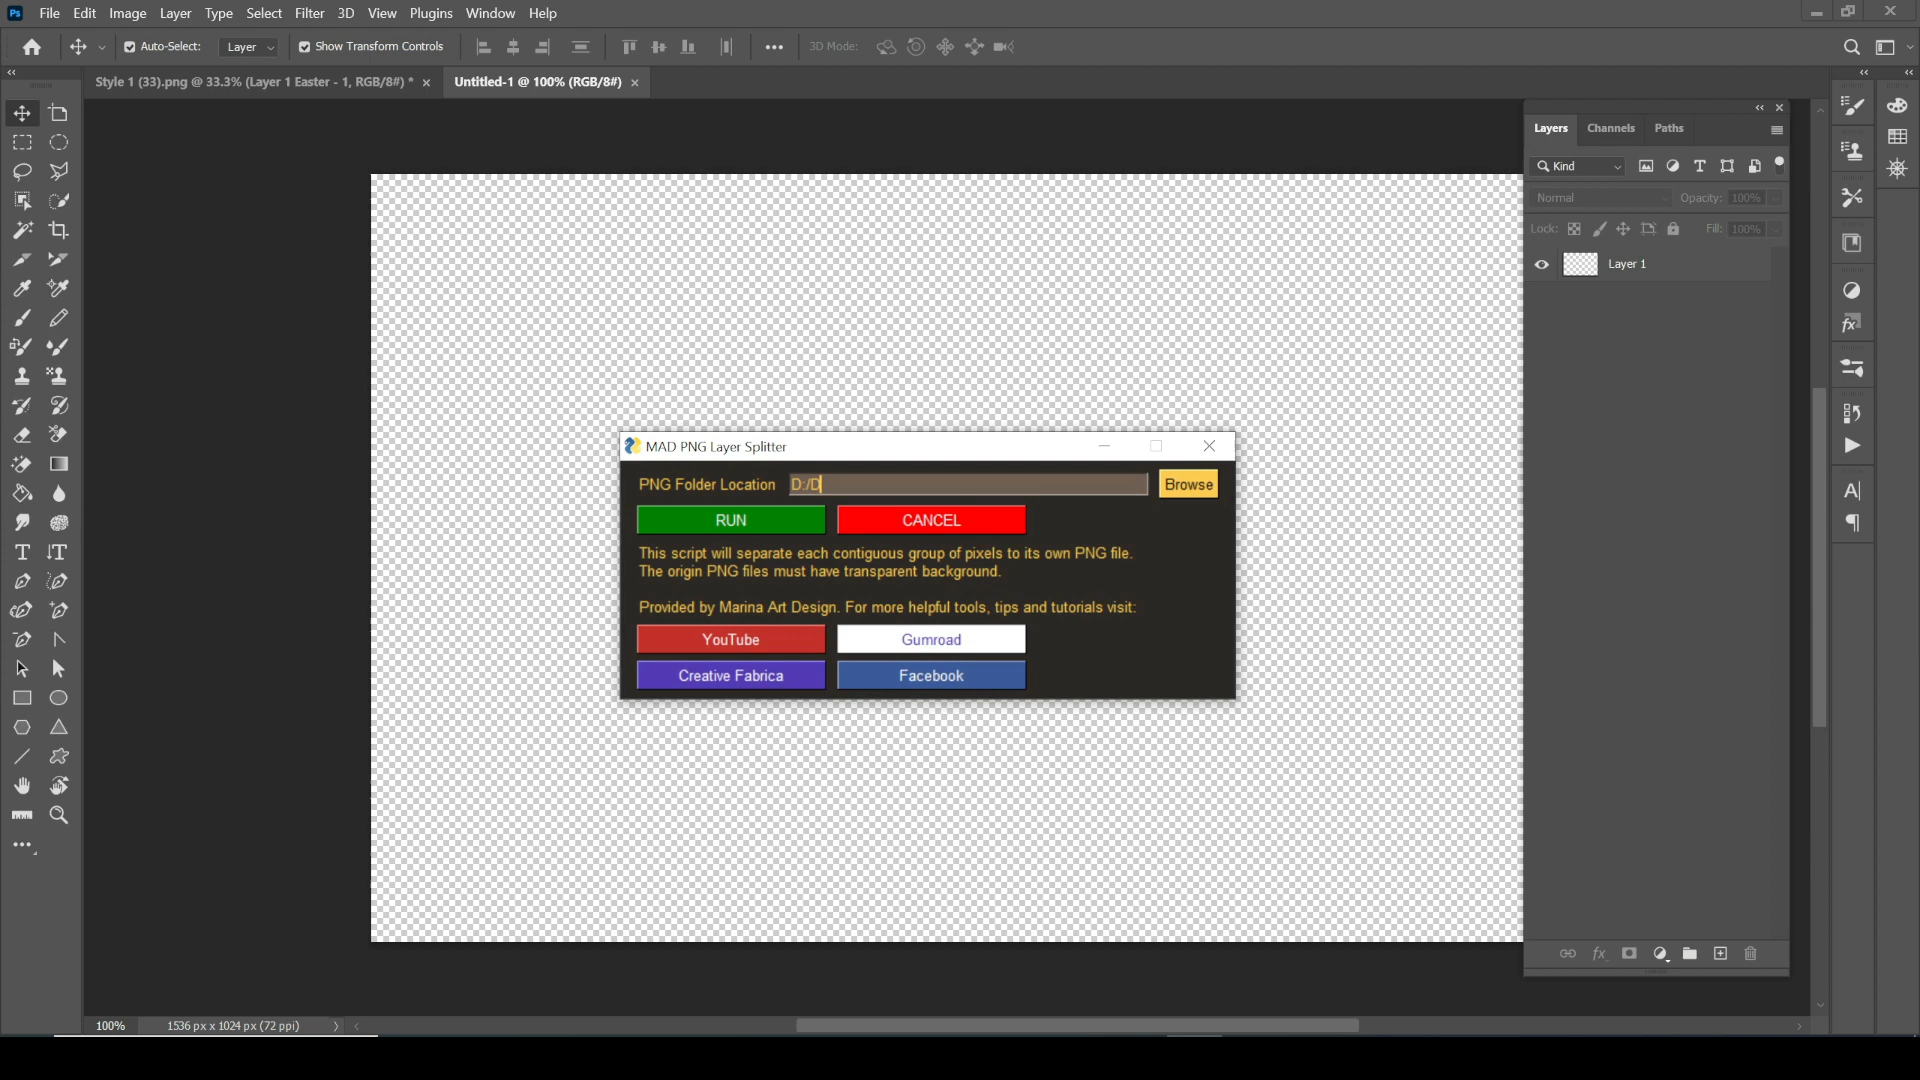 Ps File Edit Image Layer Type Select Filter 3D View Plugins Window Help
Auto-Select: Layer Show Transform Controls 3D Mode:
Style 1 (33).png @ 33.3% (Layer 1 Easter - 1, RGB/8#) * Untitled-1 @ 100% (RGB/8#)
Layers Channels Paths
Kind
Normal Opacity: 100%
Lock: Fill: 100%
Layer 1
MAD PNG Layer Splitter
PNG Folder Location D:/D Browse
RUN CANCEL
This script will separate each contiguous group of pixels to its own PNG file.
The origin PNG files must have transparent background.
Provided by Marina Art Design. For more helpful tools, tips and tutorials visit:
YouTube Gumroad
Creative Fabrica Facebook
100% 1536 px x 1024 px (72 ppi)